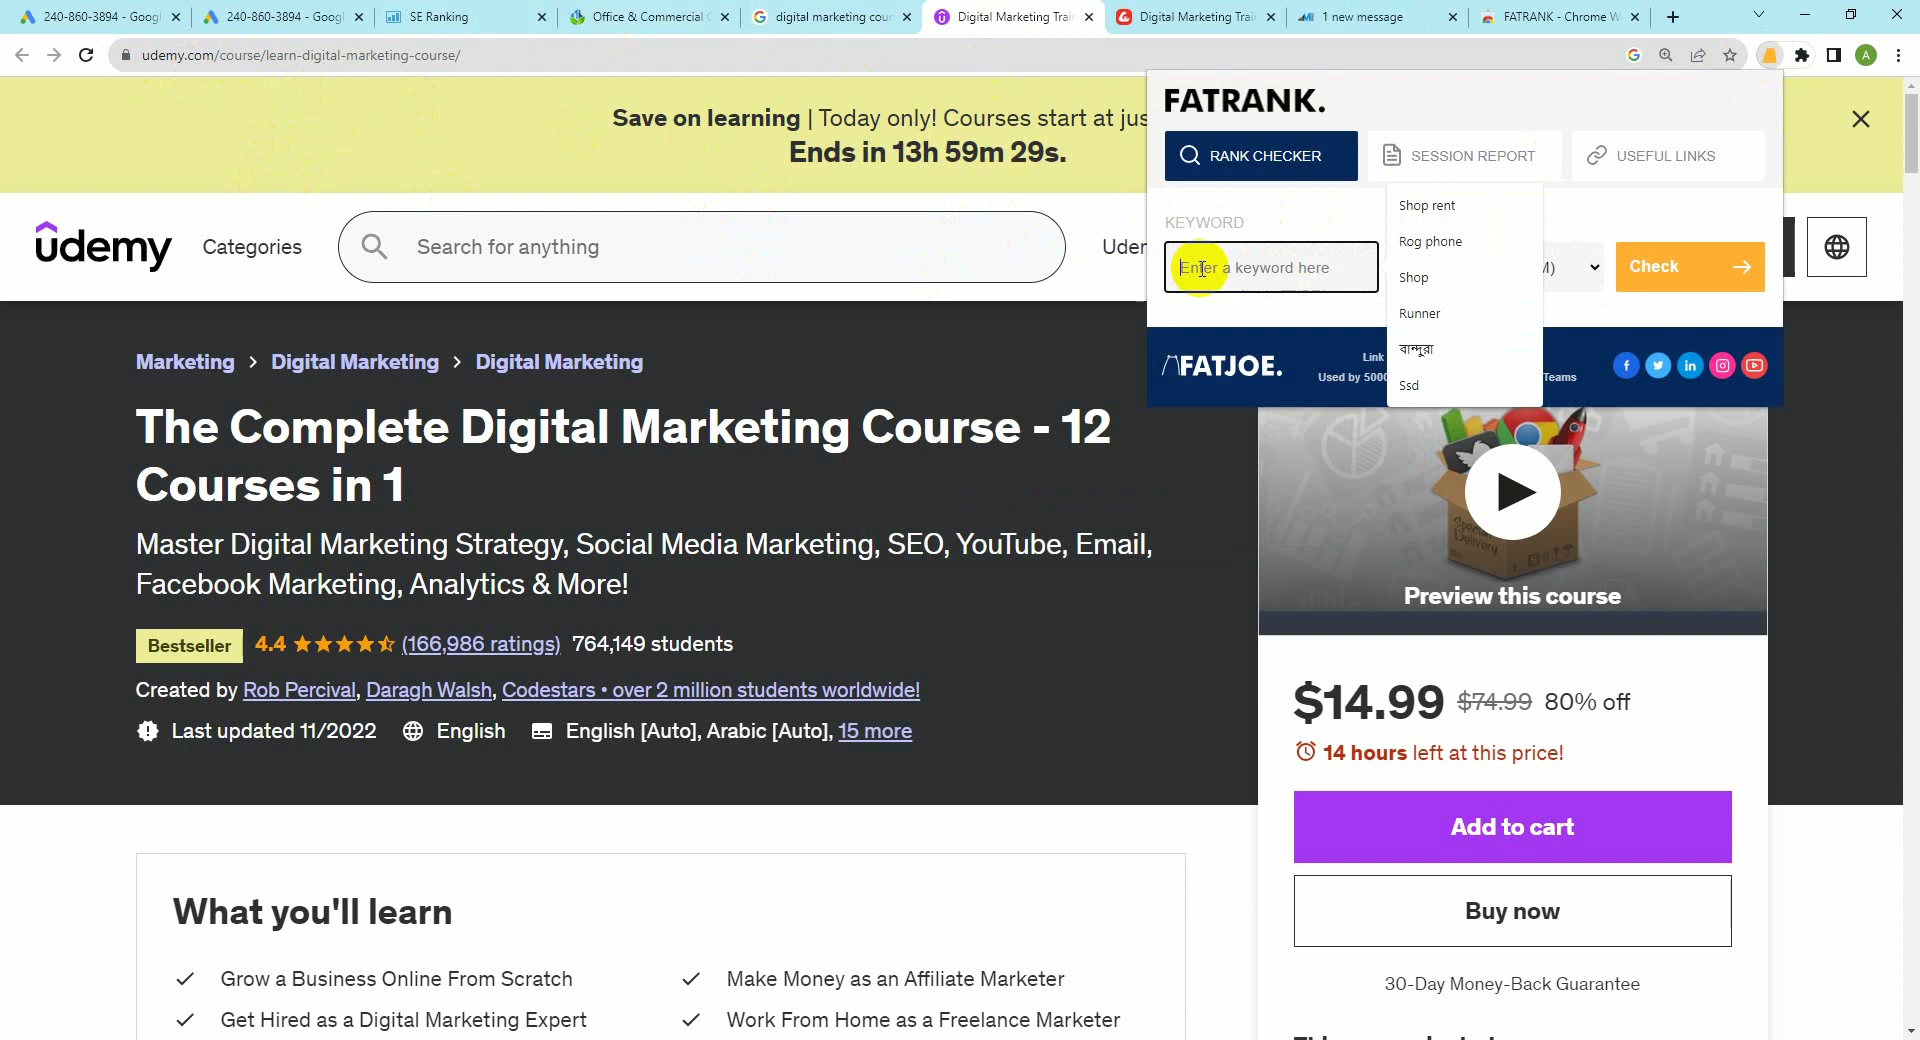 240-860-3894 - Googl
240-860-3894 - Googl
SE Ranking
Office & Commercial C
digital marketing cour
Digital Marketing Train
Digital Marketing Train
1 new message
FATRANK - Chrome W
udemy.com/course/learn-digital-marketing-course/
A
Save on learning | Today only! Courses start at jus
Ends in 13h 59m 29s.
FATRANK.
RANK CHECKER
SESSION REPORT
USEFUL LINKS
KEYWORD
Enter a keyword here
M)
Check
Shop rent
Rog phone
Shop
Runner
বান্দুরা
Ssd
FATJOE.
Link
Used by 5000
Teams
udemy
Categories
Search for anything
Uder
Marketing > Digital Marketing > Digital Marketing
The Complete Digital Marketing Course - 12
Courses in 1
Master Digital Marketing Strategy, Social Media Marketing, SEO, YouTube, Email,
Facebook Marketing, Analytics & More!
Bestseller 4.4 (166,986 ratings) 764,149 students
Created by Rob Percival, Daragh Walsh, Codestars • over 2 million students worldwide!
Last updated 11/2022 English English [Auto], Arabic [Auto], 15 more
Special
Delivery
Preview this course
$14.99 $74.99 80% off
14 hours left at this price!
Add to cart
Buy now
30-Day Money-Back Guarantee
What you'll learn
Grow a Business Online From Scratch
Make Money as an Affiliate Marketer
Get Hired as a Digital Marketing Expert
Work From Home as a Freelance Marketer